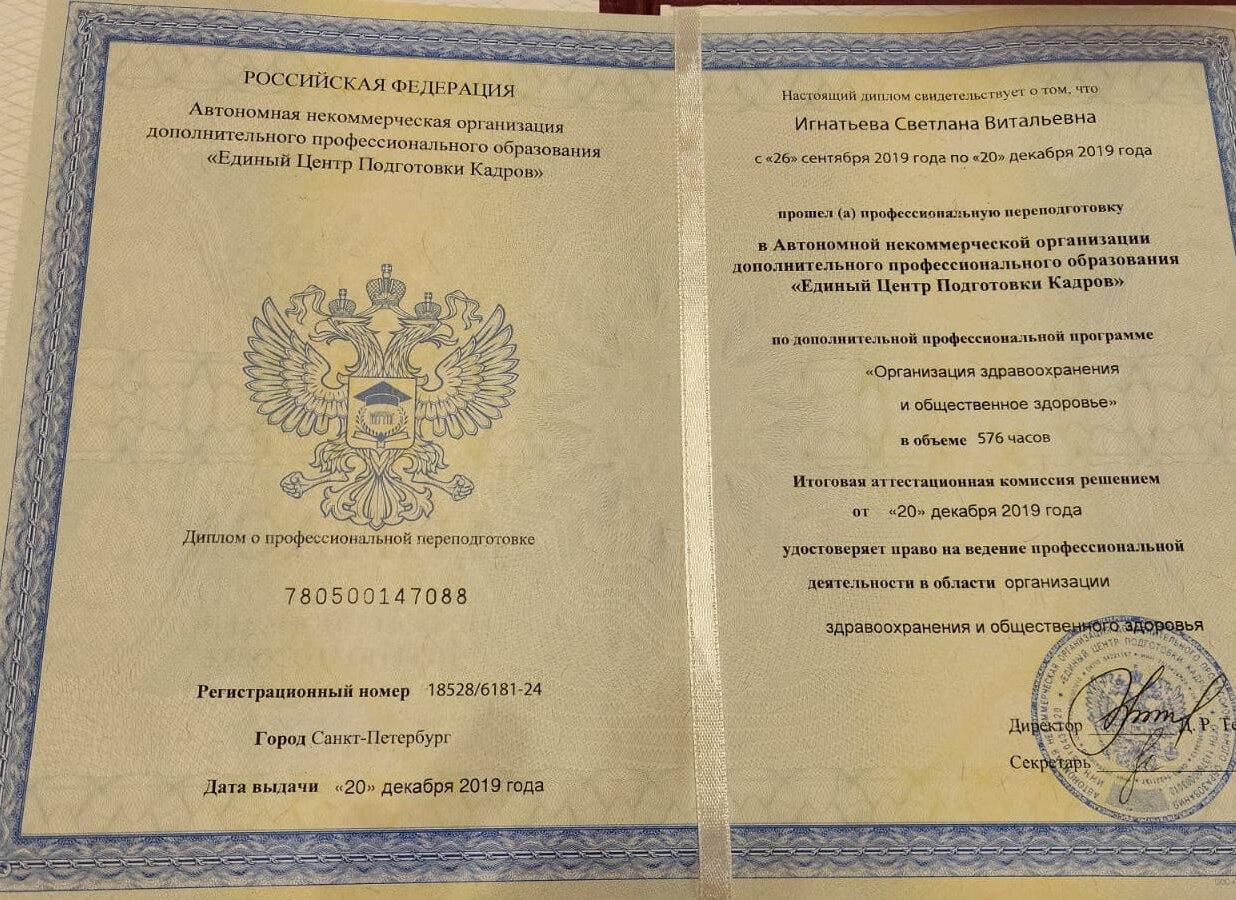 РОССИЙСКАЯ ФЕДЕРАЦИЯ
Автономная некоммерческая организация
дополнительного профессионального образования
«Единый Центр Подготовки Кадров»
Диплом о профессиональной переподготовке
780500147088
Регистрационный номер 18528/6181-24
Город Санкт-Петербург
Дата выдачи «20» декабря 2019 года
Настоящий диплом свидетельствует о том, что
Игнатьева Светлана Витальевна
с «26» сентября 2019 года по «20» декабря 2019 года
прошел (а) профессиональную переподготовку
в Автономной некоммерческой организации
дополнительного профессионального образования
«Единый Центр Подготовки Кадров»
по дополнительной профессиональной программе
«Организация здравоохранения
и общественное здоровье»
в объеме 576 часов
Итоговая аттестационная комиссия решением
от «20» декабря 2019 года
удостоверяет право на ведение профессиональной
деятельности в области организации
здравоохранения и общественного здоровья
Директор Д. Р.
Секретарь